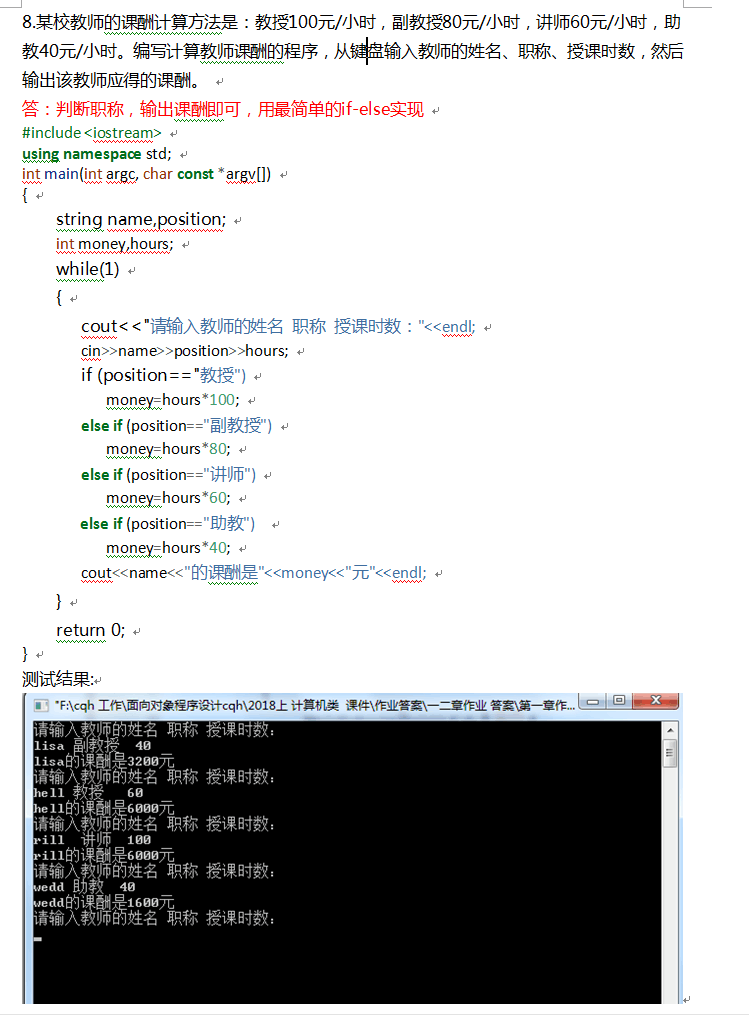 8.某校教师的课酬计算方法是：教授100元/小时，副教授80元/小时，讲师60元/小时，助
教40元/小时。编写计算教师课酬的程序，从键盘输入教师的姓名、职称、授课时数，然后
输出该教师应得的课酬。
答：判断职称，输出课酬即可，用最简单的if-else实现
#include <iostream>
using namespace std;
int main(int argc, char const *argv[])
{
string name,position;
int money,hours;
while(1)
{
cout<<"请输入教师的姓名 职称 授课时数："<<endl;
cin>>name>>position>>hours;
if (position=="教授")
money=hours*100;
else if (position=="副教授")
money=hours*80;
else if (position=="讲师")
money=hours*60;
else if (position=="助教")
money=hours*40;
cout<<name<<"的课酬是"<<money<<"元"<<endl;
}
return 0;
}
测试结果:
"F:\cqh 工作\面向对象程序设计cqh\2018上 计算机类 课件\作业答案\一二章作业 答案\第一章作...
请输入教师的姓名 职称 授课时数：
lisa 副教授 40
lisa的课酬是3200元
请输入教师的姓名 职称 授课时数：
hell 教授 60
hell的课酬是6000元
请输入教师的姓名 职称 授课时数：
rill 讲师 100
rill的课酬是6000元
请输入教师的姓名 职称 授课时数：
wedd 助教 40
wedd的课酬是1600元
请输入教师的姓名 职称 授课时数：